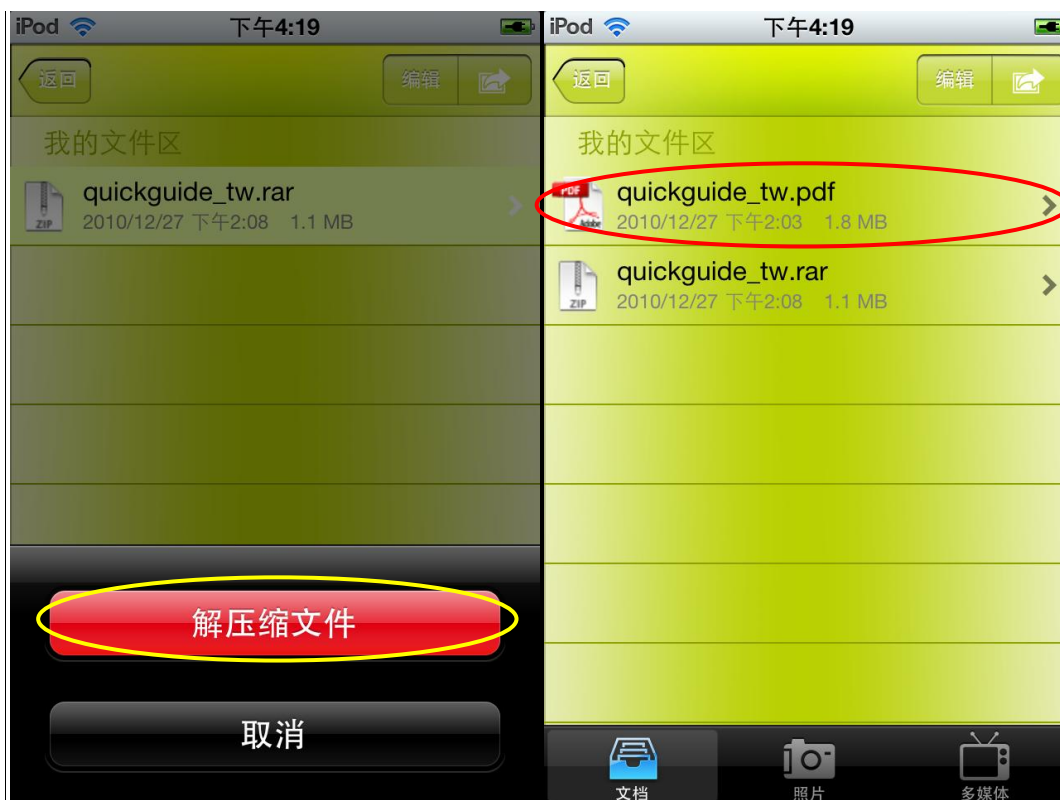 iPod 下午4:19
返回 编辑
我的文件区
quickguide_tw.rar
ZIP
2010/12/27 下午2:08 1.1 MB
解压缩文件
取消
iPod 下午4:19
返回 编辑
我的文件区
PDF
Adobe
quickguide_tw.pdf
2010/12/27 下午2:03 1.8 MB
quickguide_tw.rar
ZIP
2010/12/27 下午2:08 1.1 MB
文档 照片 多媒体